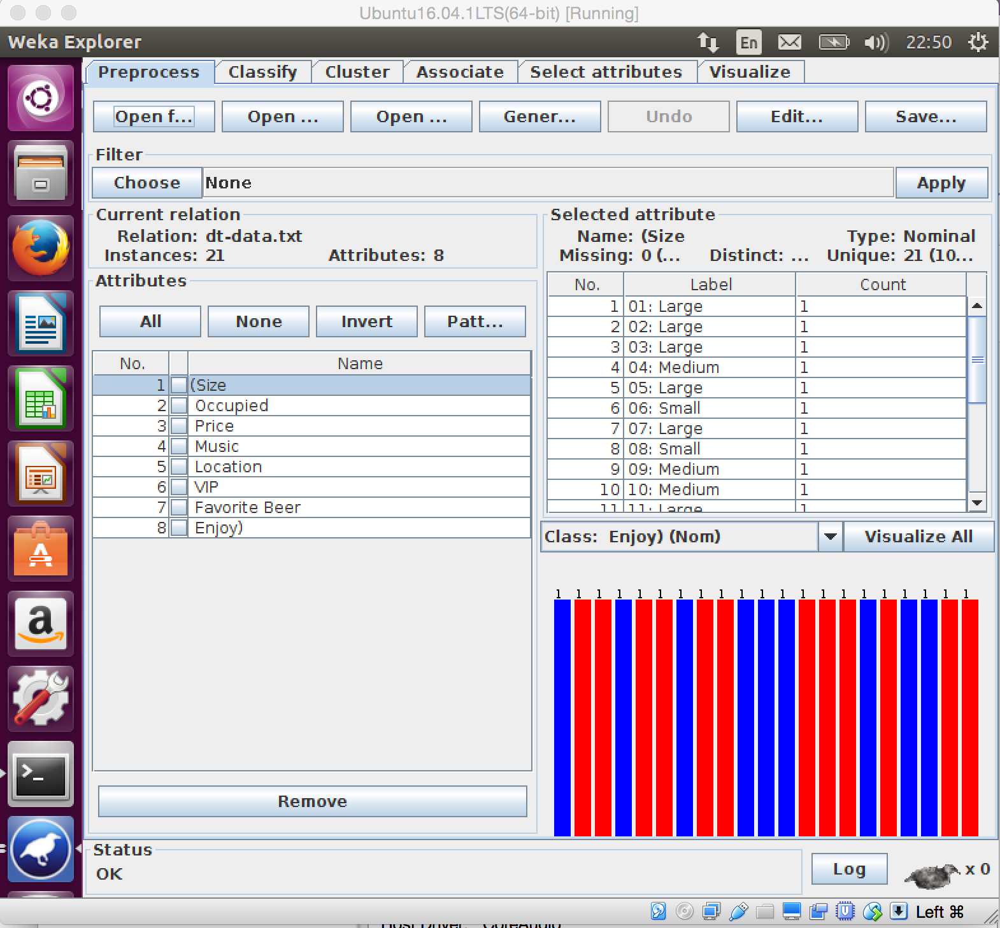 Ubuntu16.04.1LTS(64-bit) [Running]
Weka Explorer En 22:50
Preprocess Classify Cluster Associate Select attributes Visualize
Open f... Open ... Open ... Gener... Undo Edit... Save...
Filter
Choose None Apply
Current relation
Relation: dt-data.txt
Instances: 21 Attributes: 8
Attributes
All None Invert Patt...
No. Name
1 (Size
2 Occupied
3 Price
4 Music
5 Location
6 VIP
7 Favorite Beer
8 Enjoy)
Remove
Selected attribute
Name: (Size Type: Nominal
Missing: 0 (... Distinct: ... Unique: 21 (10...
No. Label Count
1 01: Large 1
2 02: Large 1
3 03: Large 1
4 04: Medium 1
5 05: Large 1
6 06: Small 1
7 07: Large 1
8 08: Small 1
9 09: Medium 1
10 10: Medium 1
11 11: Large 1
Class: Enjoy) (Nom) Visualize All
1 1 1 1 1 1 1 1 1 1 1 1 1 1 1 1 1 1 1 1 1
Status
OK
Log x 0
Left ⌘
Host Driver: CoreAudio